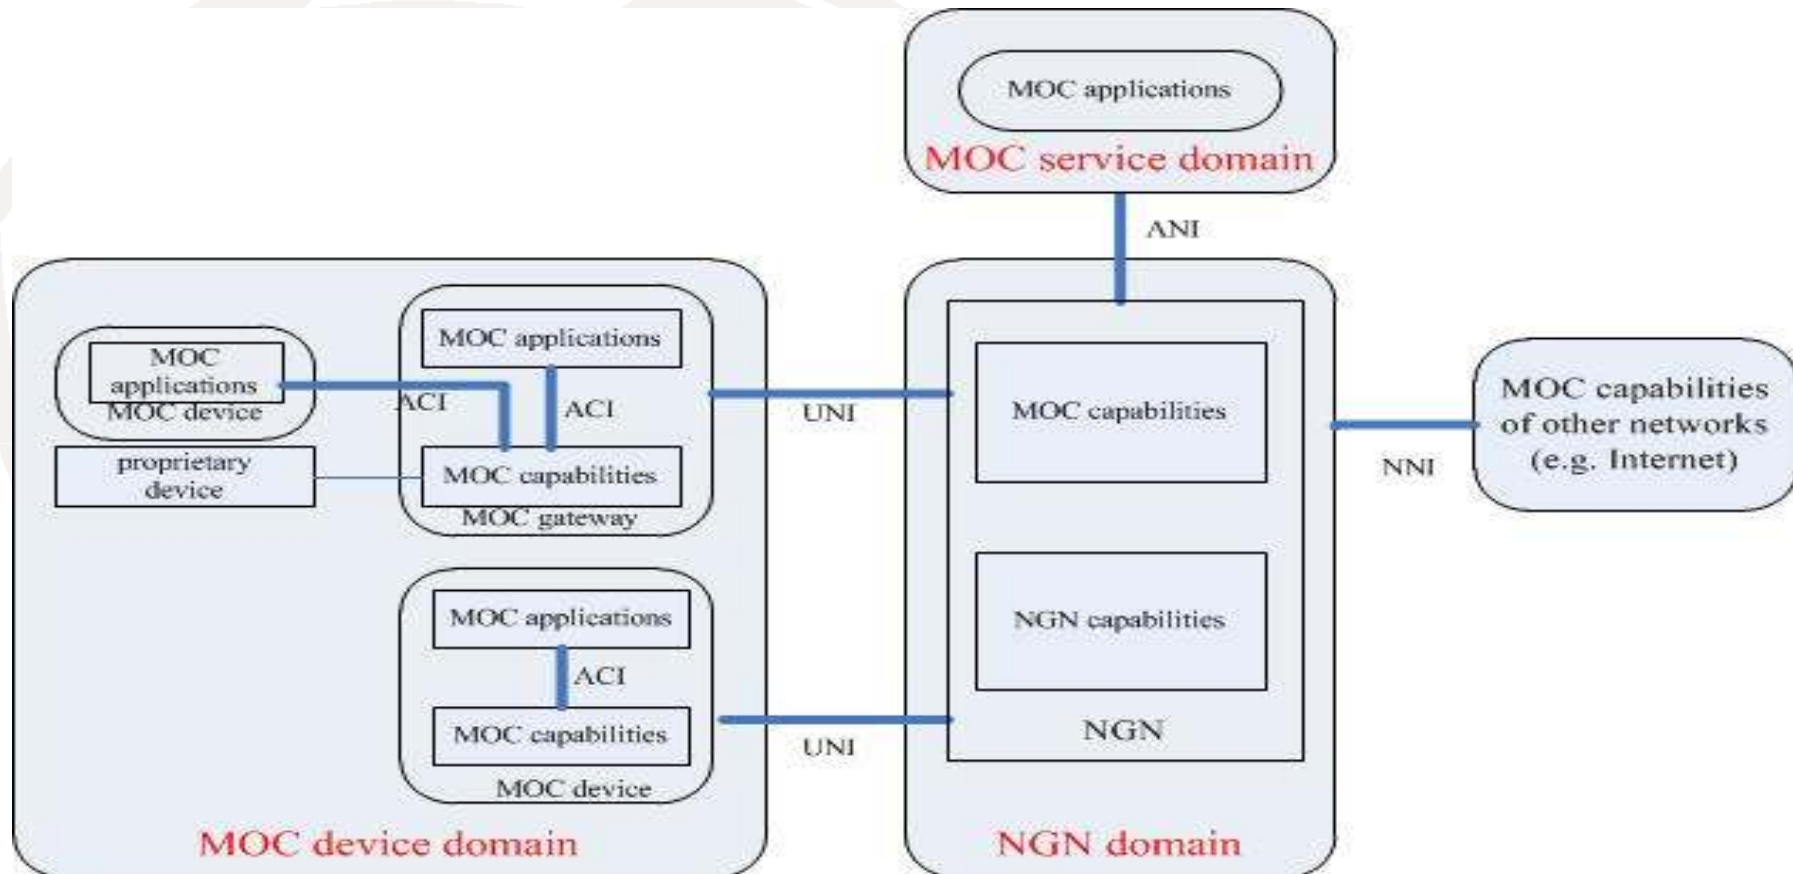 MOC applications
MOC service domain
ANI
MOC applications
MOC
applications
MOC device
ACI
ACI
UNI
proprietary
device
MOC capabilities
MOC gateway
MOC applications
ACI
MOC capabilities
MOC device
UNI
MOC device domain
MOC capabilities
NGN capabilities
NGN
NGN domain
NNI
MOC capabilities
of other networks
(e.g. Internet)